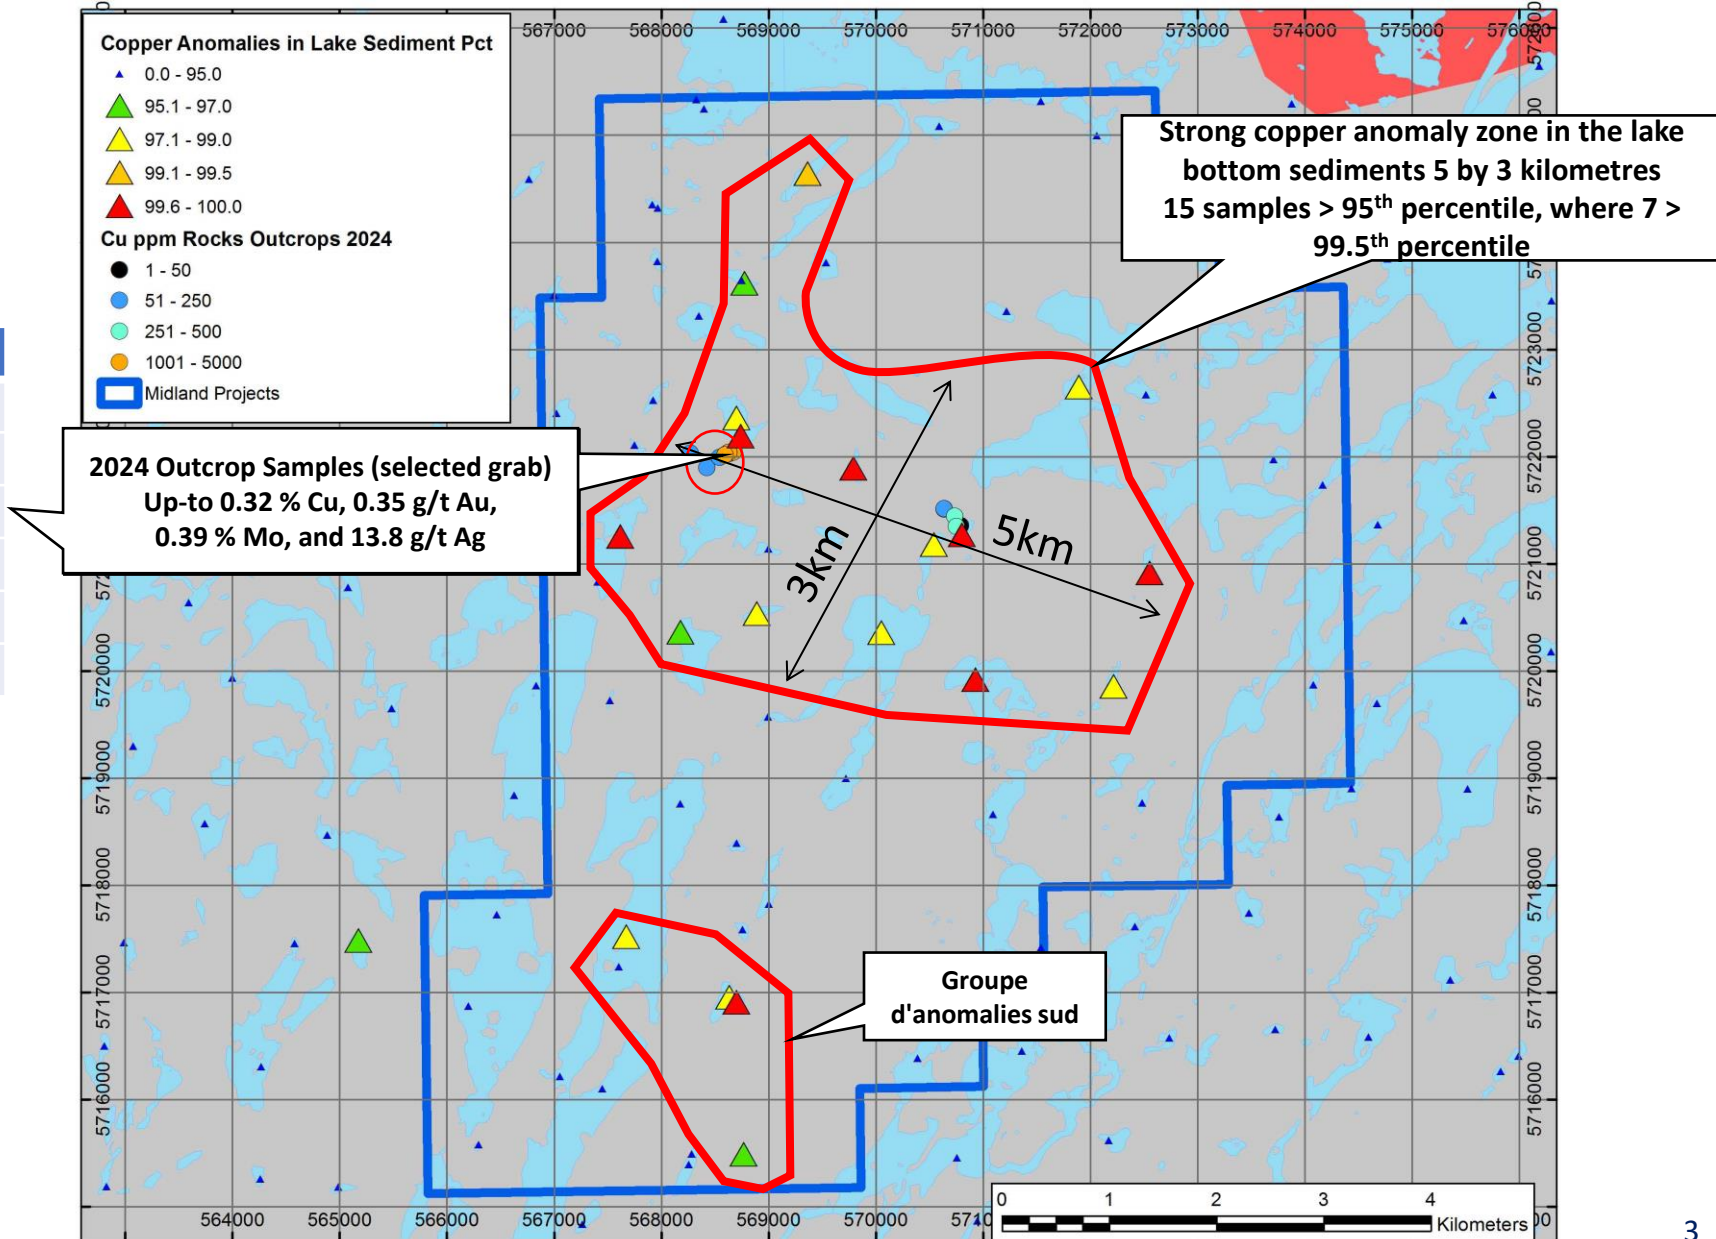 567000 568000 569000 570000 571000 572000 573000 574000 575000 576000
Copper Anomalies in Lake Sediment Pct
0.0 - 95.0
95.1 - 97.0
97.1 - 99.0
99.1 - 99.5
99.6 - 100.0
Cu ppm Rocks Outcrops 2024
1 - 50
51 - 250
251 - 500
1001 - 5000
Midland Projects
Strong copper anomaly zone in the lake
bottom sediments 5 by 3 kilometres
15 samples > 95th percentile, where 7 >
99.5th percentile
2024 Outcrop Samples (selected grab)
Up-to 0.32 % Cu, 0.35 g/t Au,
0.39 % Mo, and 13.8 g/t Ag
3km
5km
Groupe
d'anomalies sud
5720000
5719000
5718000
5717000
5716000
5723000
5722000
5721000
5720000
5719000
5718000
5717000
5716000
0 1 2 3 4
Kilometers
564000 565000 566000 567000 568000 569000 570000
3